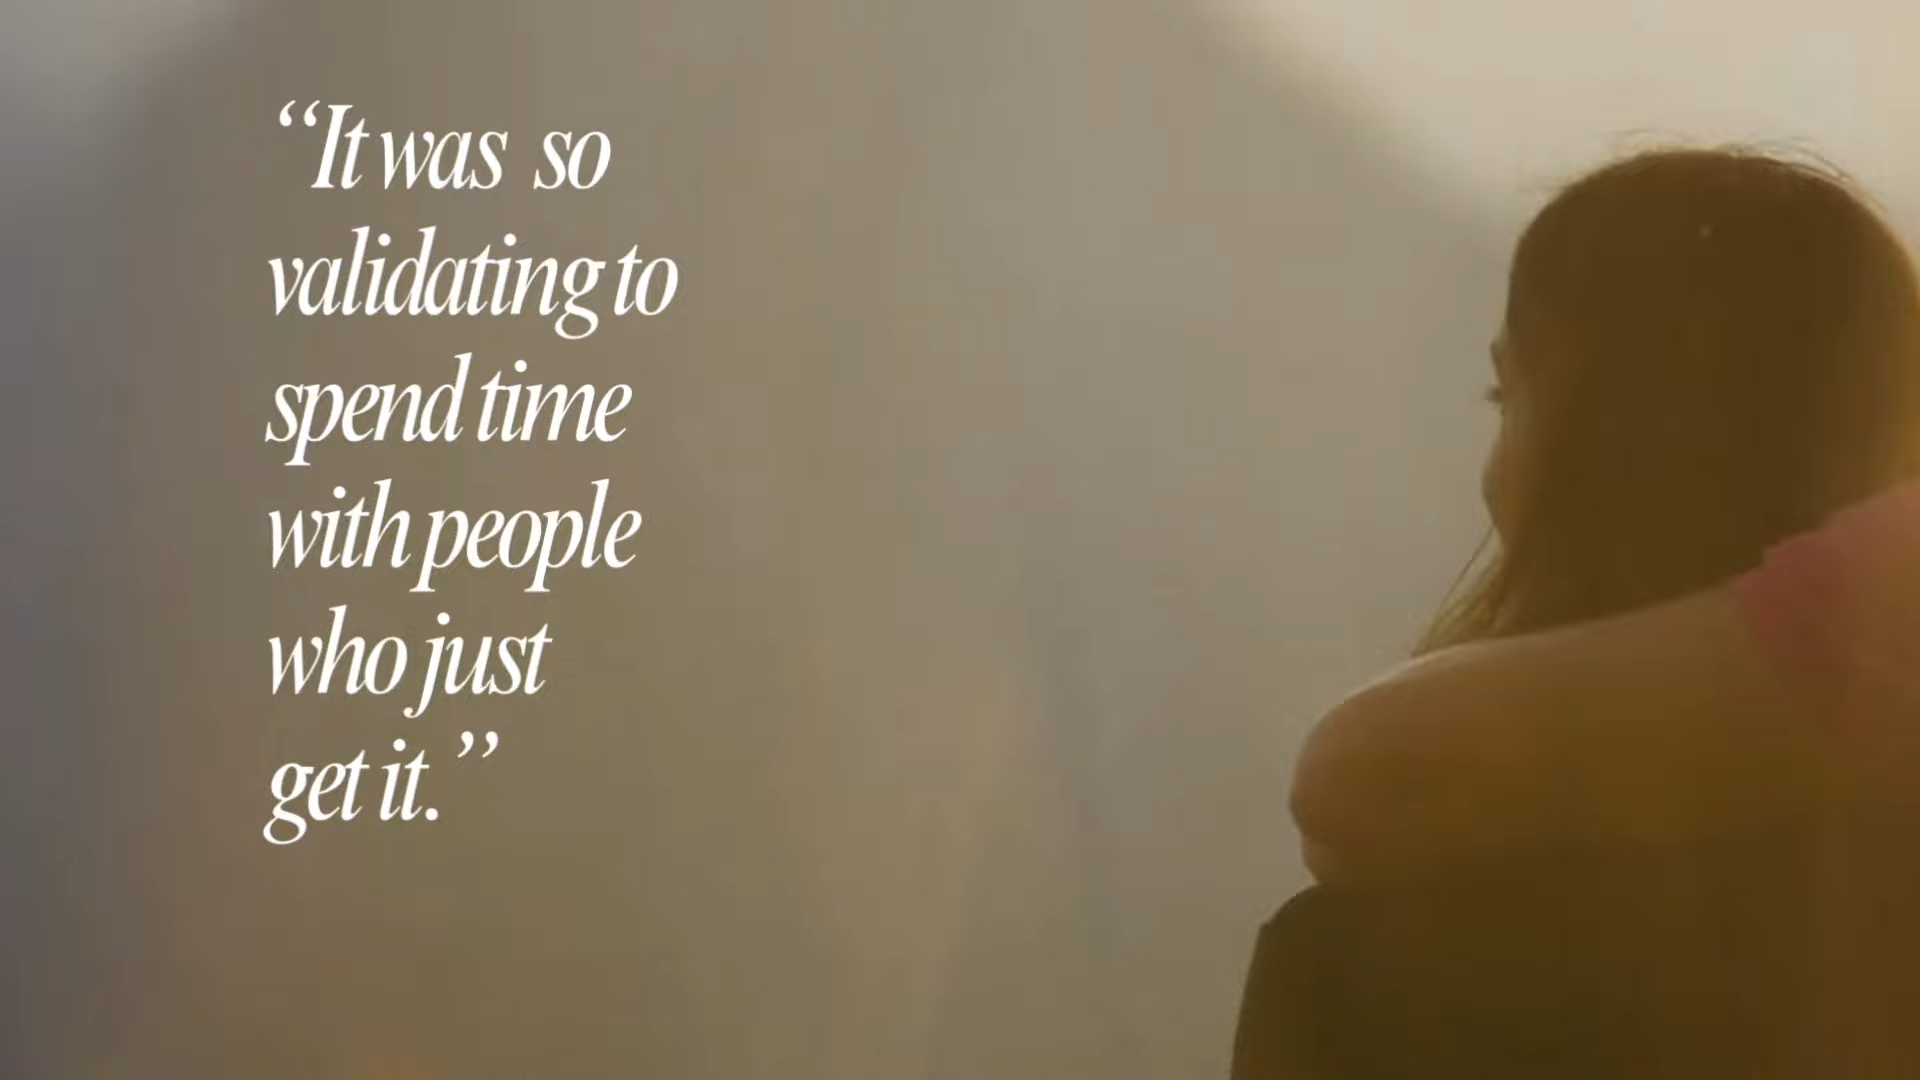 “It was so
validating to
spend time
with people
who just
get it.”